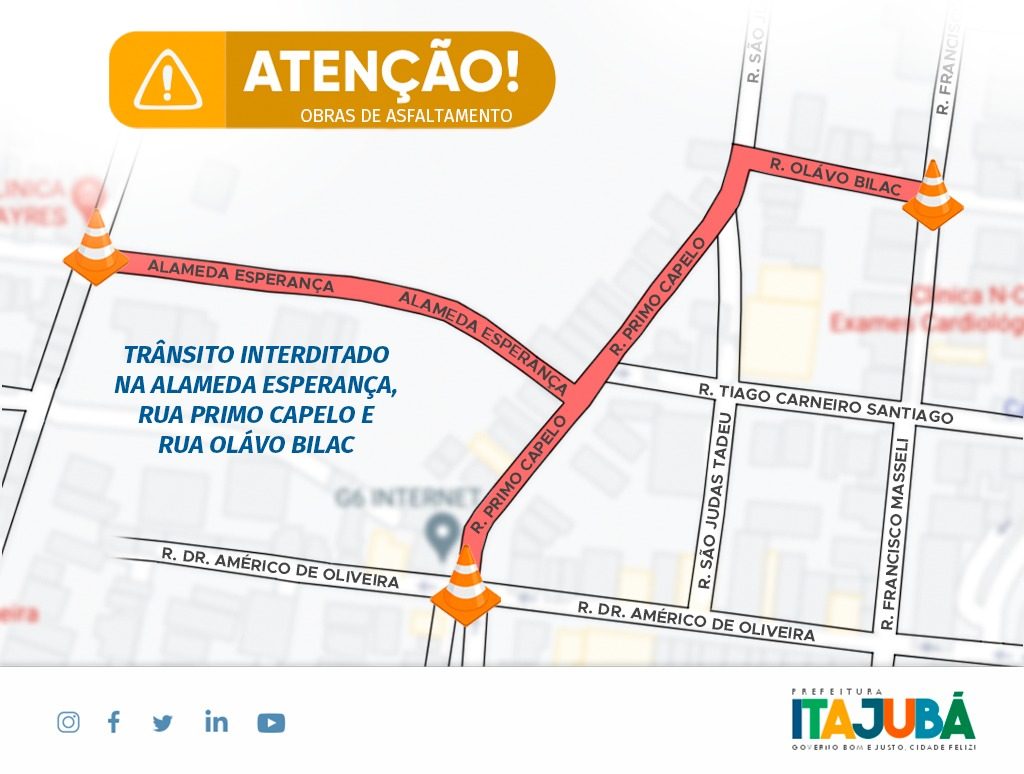 ATENÇÃO!
OBRAS DE ASFALTAMENTO
R. SÃO
R. FRANCIS
R. OLÁVO BILAC
ALAMEDA ESPERANÇA
ALAMEDA ESPERANÇA
R. PRIMO CAPELO
Clínica N-C
Exames Cardiológ
TRÂNSITO INTERDITADO
NA ALAMEDA ESPERANÇA,
RUA PRIMO CAPELO E
RUA OLÁVO BILAC
R. TIAGO CARNEIRO SANTIAGO
R. PRIMO CAPELO
R. SÃO JUDAS TADEU
R. FRANCISCO MASSELI
G6 INTERNET
R. DR. AMÉRICO DE OLIVEIRA
R. DR. AMÉRICO DE OLIVEIRA
eira
PREFEITURA
ITAJUBÁ
GOVERNO BOM E JUSTO, CIDADE FELIZ!